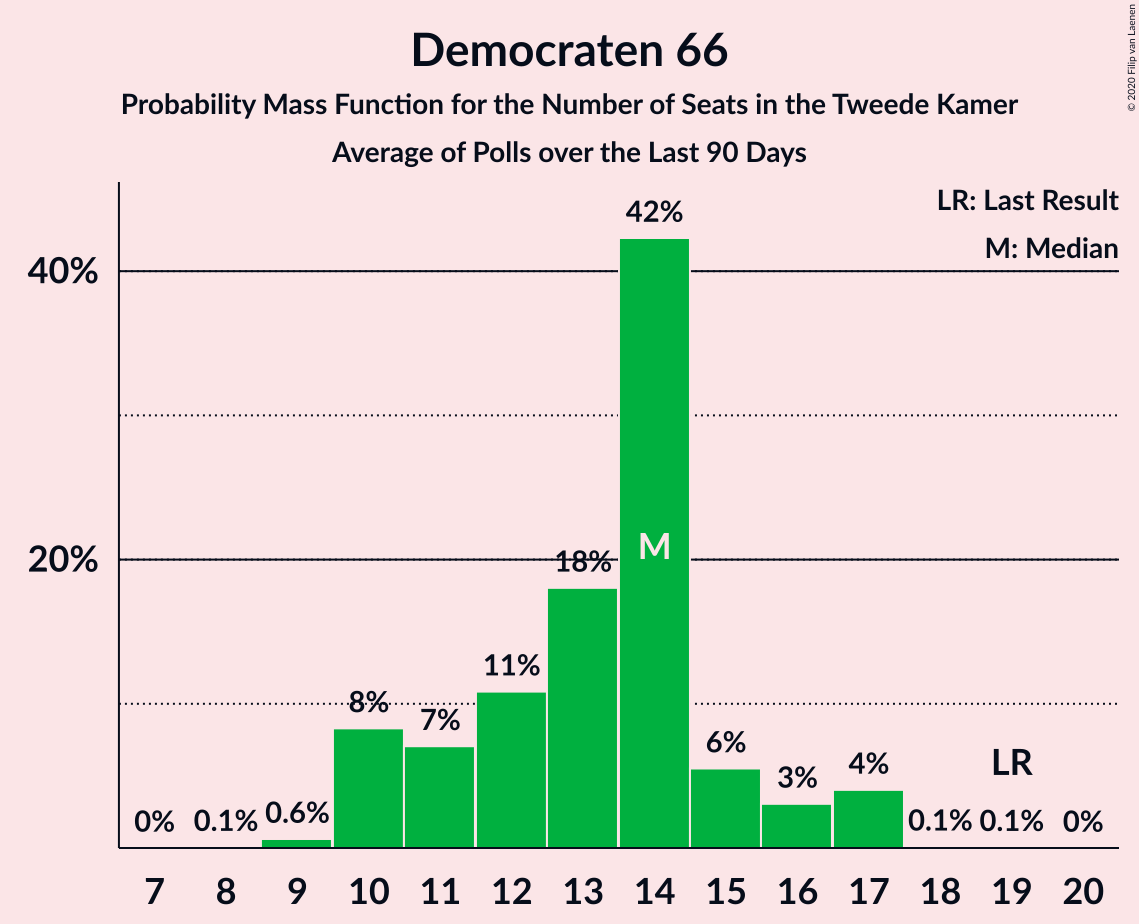 Democraten 66
Probability Mass Function for the Number of Seats in the Tweede Kamer
Average of Polls over the Last 90 Days
© 2020 Filip van Laenen
LR: Last Result
M: Median
42%
40%
M
20%
18%
11%
8%
7%
6%
3%
4%
LR
0%
0.1%
0.6%
0.1%
0.1%
0%
7 8 9 10 11 12 13 14 15 16 17 18 19 20